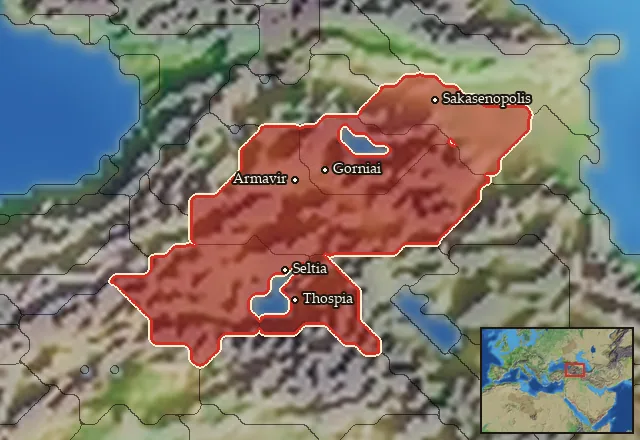 Sakasenopolis
Gorniai
Armavir
Seltia
Thospia